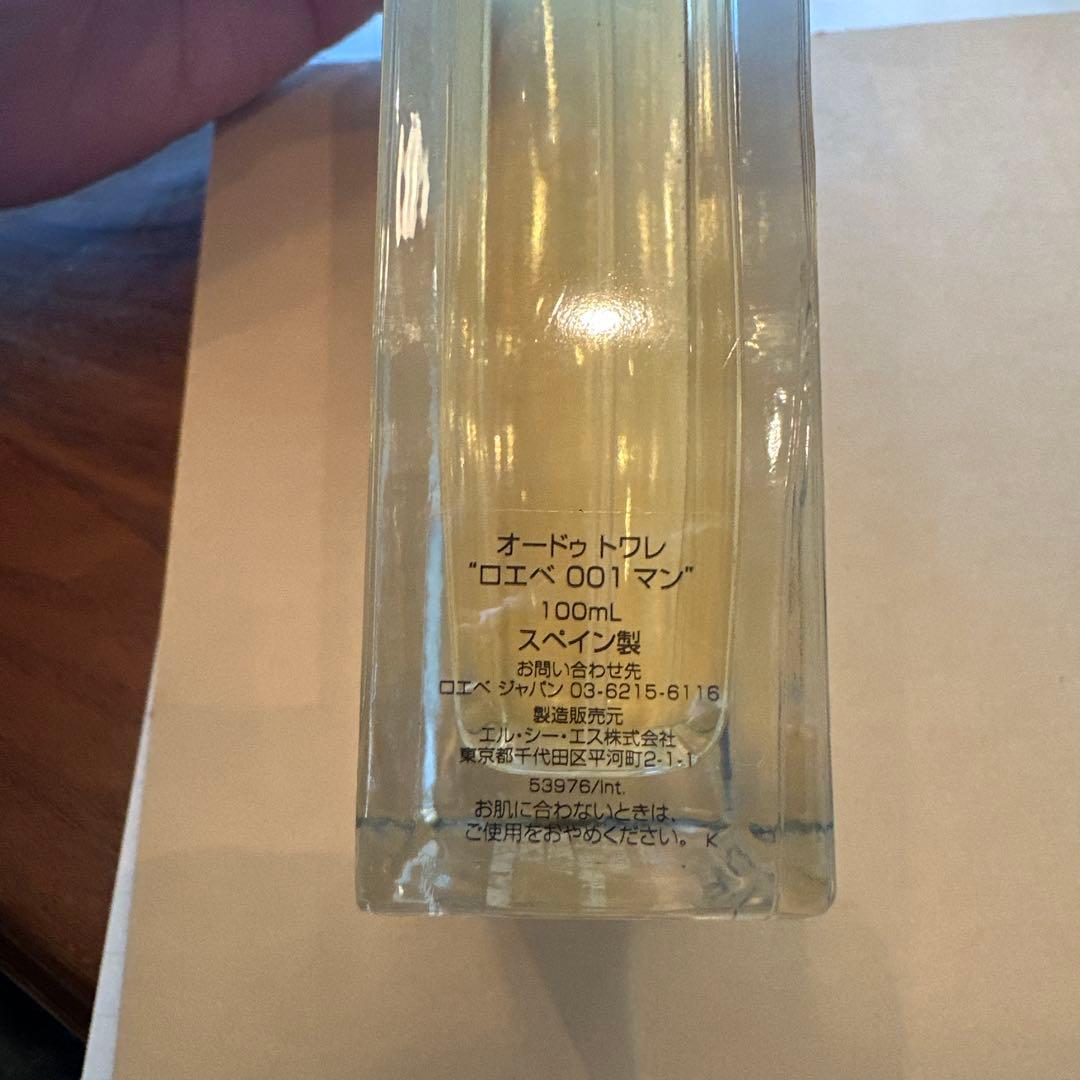 オードゥ トワレ
“ロエベ 001 マン”
100mL
スペイン製
お問い合わせ先
ロエベ ジャパン 03-6215-6116
製造販売元
エル・シー・エス株式会社
東京都千代田区平河町2-1-1
53976/Int.
お肌に合わないときは、
ご使用をおやめください。 K